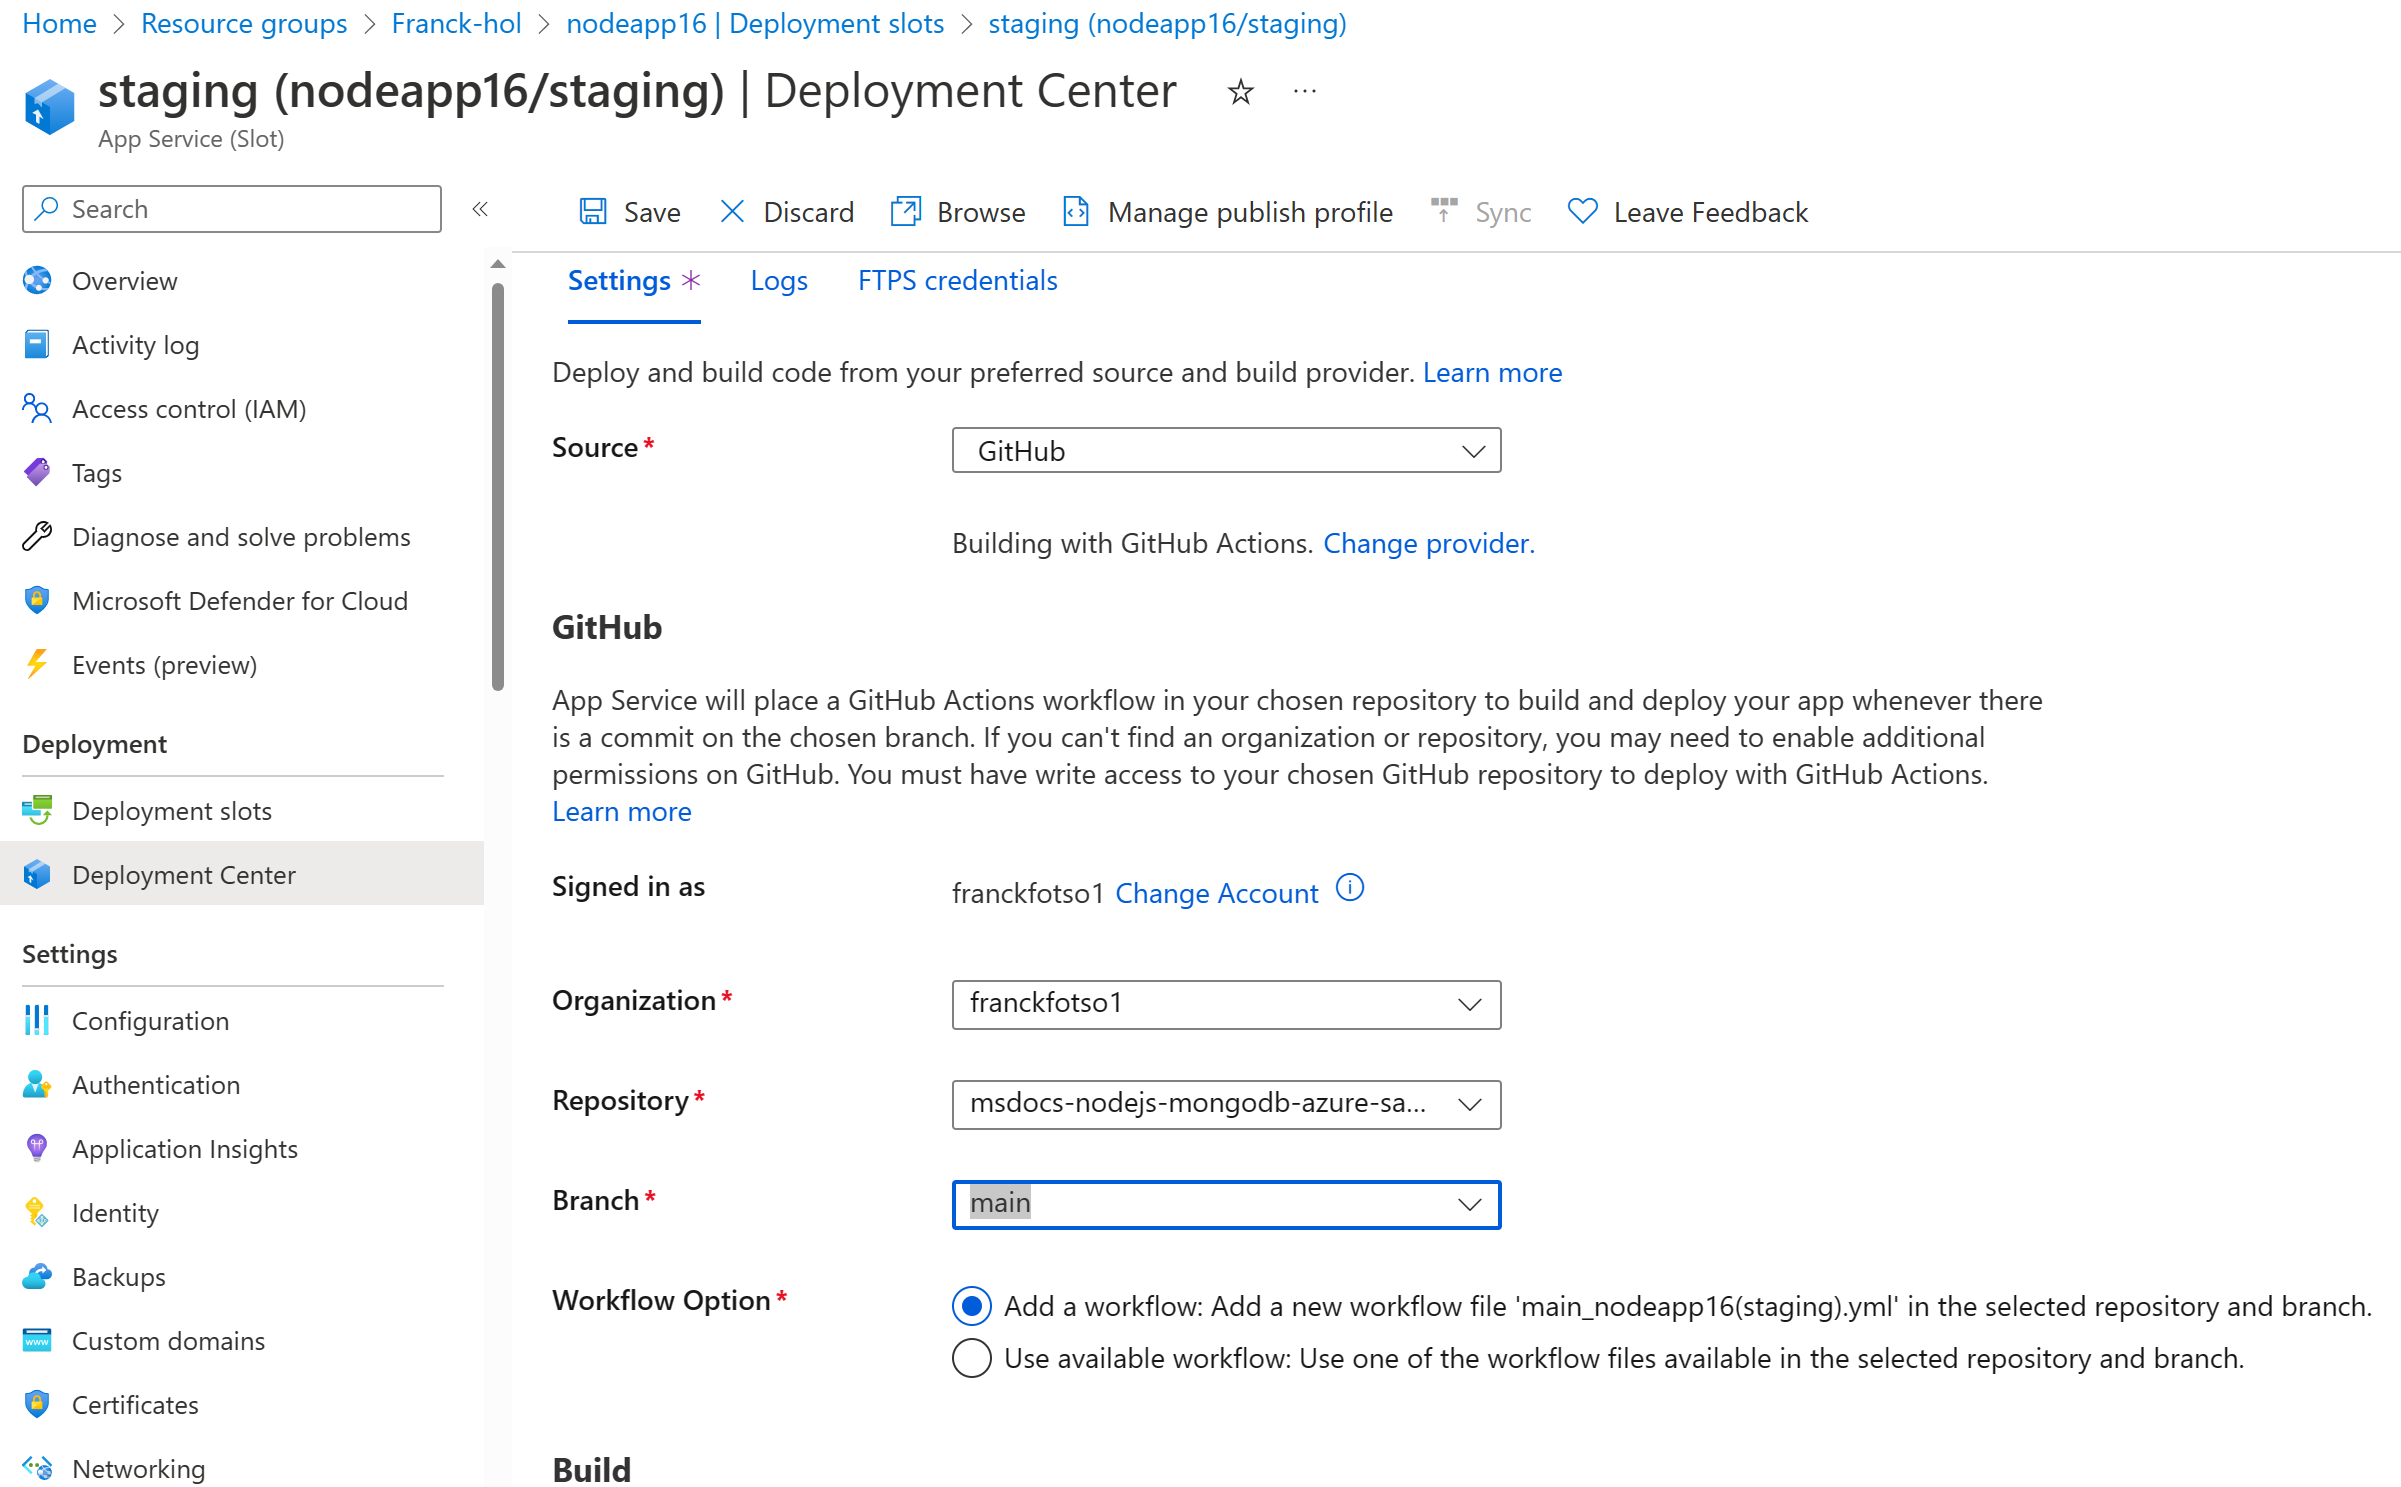 Home > Resource groups > Franck-hol > nodeapp16 | Deployment slots > staging (nodeapp16/staging)
staging (nodeapp16/staging) | Deployment Center
App Service (Slot)
Search
Save Discard Browse Manage publish profile Sync Leave Feedback
Overview
Activity log
Access control (IAM)
Tags
Diagnose and solve problems
Microsoft Defender for Cloud
Events (preview)
Deployment
Deployment slots
Deployment Center
Settings
Configuration
Authentication
Application Insights
Identity
Backups
Custom domains
Certificates
Networking
Settings * Logs FTPS credentials
Deploy and build code from your preferred source and build provider. Learn more
Source * GitHub
Building with GitHub Actions. Change provider.
GitHub
App Service will place a GitHub Actions workflow in your chosen repository to build and deploy your app whenever there
is a commit on the chosen branch. If you can't find an organization or repository, you may need to enable additional
permissions on GitHub. You must have write access to your chosen GitHub repository to deploy with GitHub Actions.
Learn more
Signed in as franckfotso1 Change Account
Organization * franckfotso1
Repository * msdocs-nodejs-mongodb-azure-sa...
Branch * main
Workflow Option * Add a workflow: Add a new workflow file 'main_nodeapp16(staging).yml' in the selected repository and branch.
Use available workflow: Use one of the workflow files available in the selected repository and branch.
Build